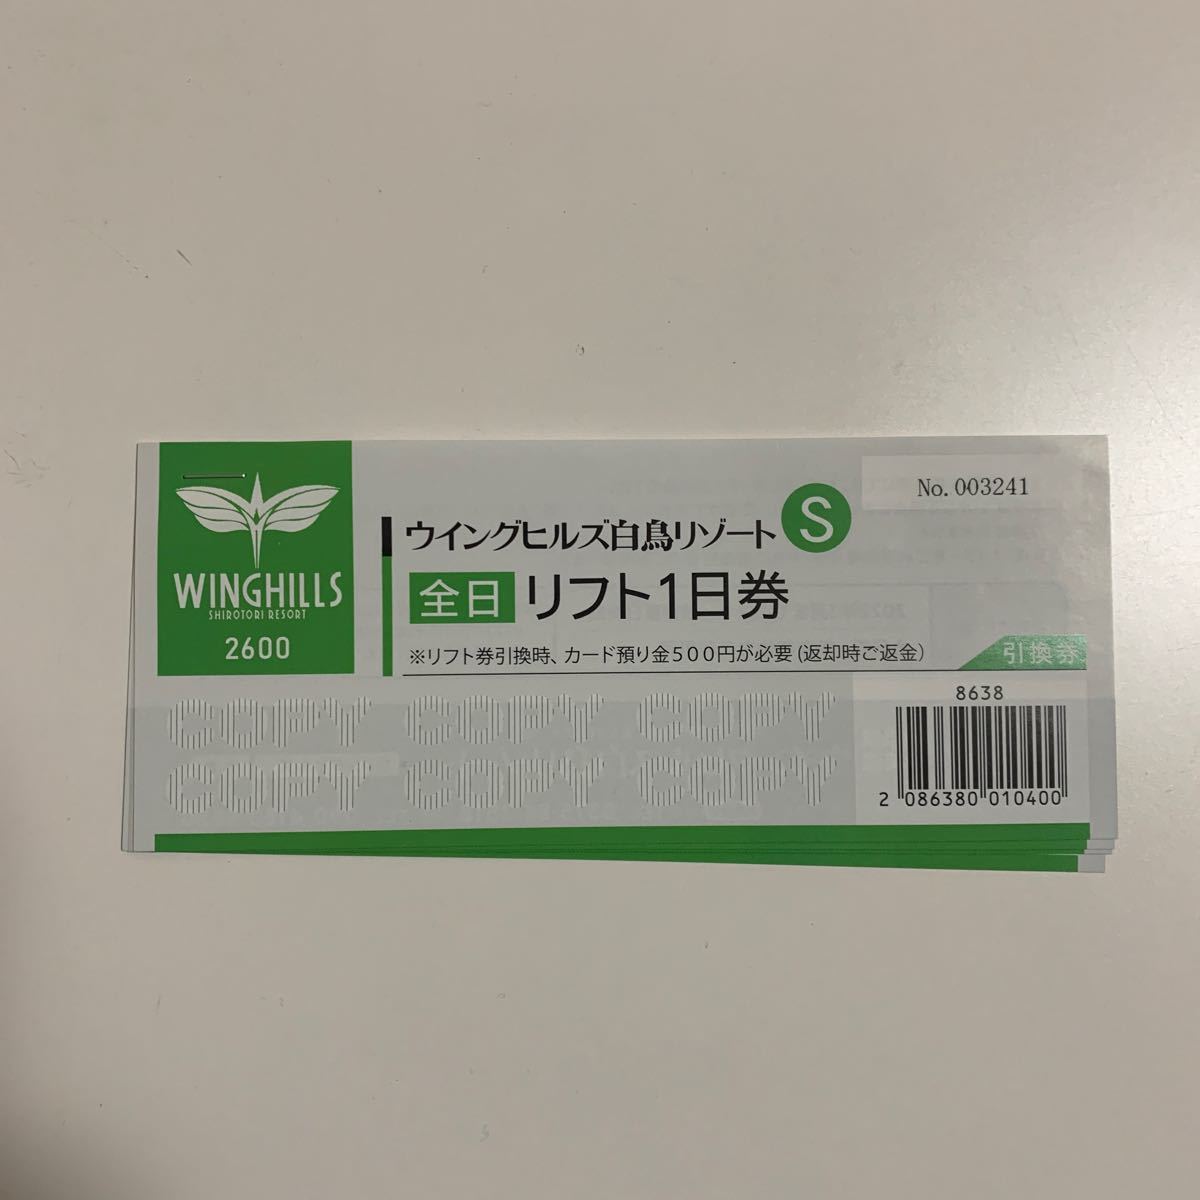 No.003241
WINGHILLS
SHIROTORI RESORT
2600
ウイングヒルズ白鳥リゾート S
全日 リフト1日券
※リフト券引換時、カード預り金500円が必要(返却時ご返金)
引換券
COPY COPY COPY
COPY COPY COPY
8638
2 086380 010400